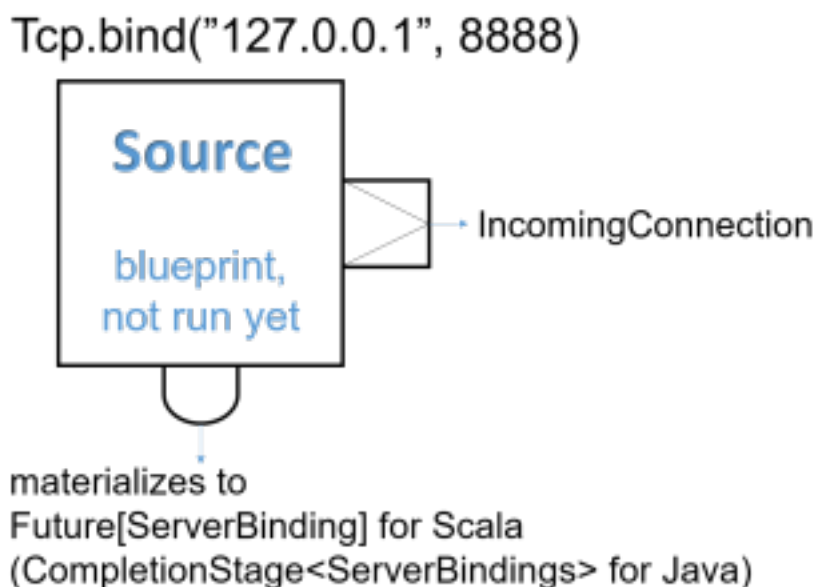 Tcp.bind(”127.0.0.1”, 8888)
Source
blueprint,
not run yet
IncomingConnection
materializes to
Future[ServerBinding] for Scala
(CompletionStage<ServerBindings> for Java)